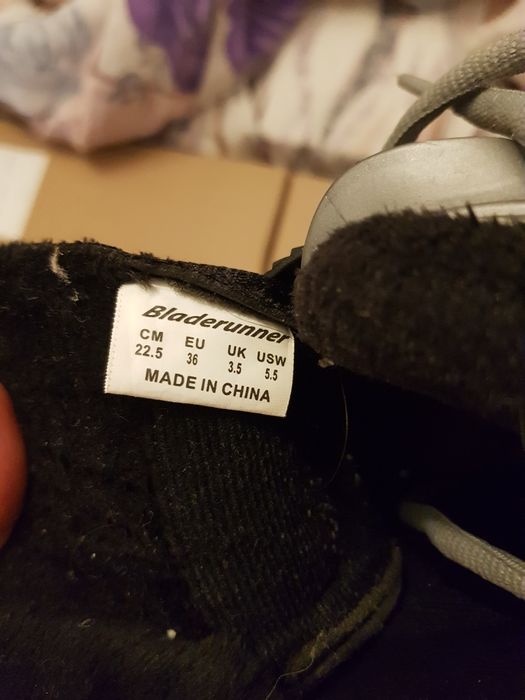 Bladerunner
CM EU UK USW
22.5 36 3.5 5.5
MADE IN CHINA